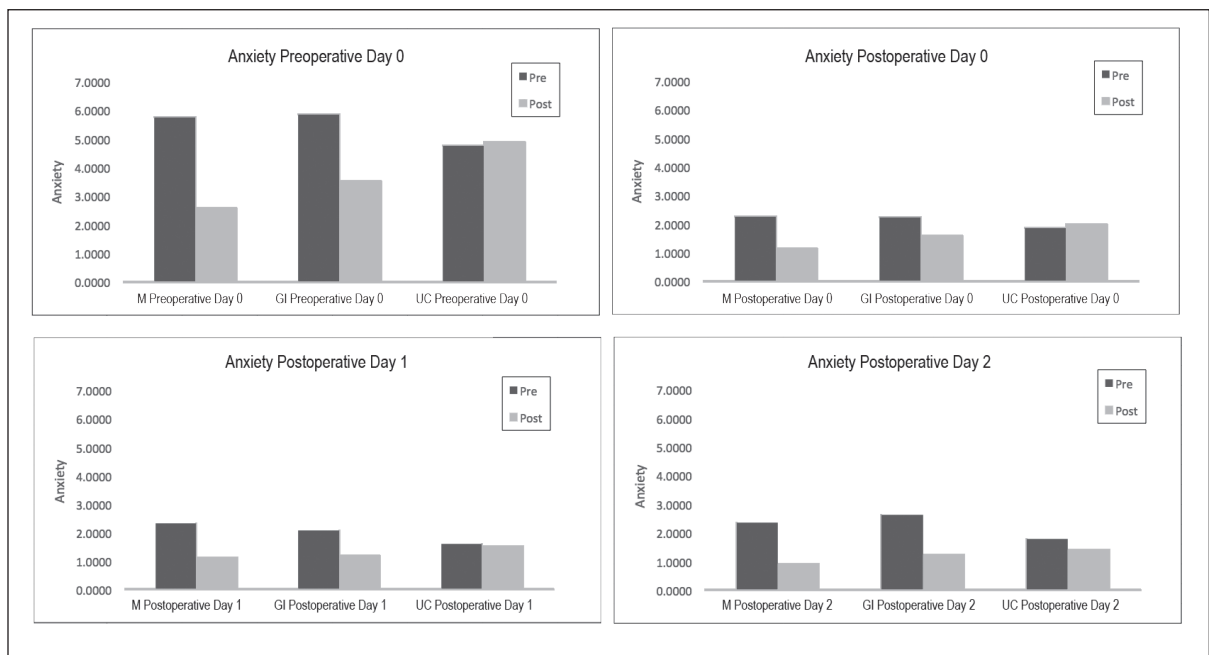 Anxiety Preoperative Day 0
Pre
Post
7.0000
6.0000
5.0000
4.0000
3.0000
2.0000
1.0000
0.0000
Anxiety
M Preoperative Day 0 GI Preoperative Day 0 UC Preoperative Day 0
Anxiety Postoperative Day 0
Pre
Post
7.0000
6.0000
5.0000
4.0000
3.0000
2.0000
1.0000
0.0000
Anxiety
M Postoperative Day 0 GI Postoperative Day 0 UC Postoperative Day 0
Anxiety Postoperative Day 1
Pre
Post
7.0000
6.0000
5.0000
4.0000
3.0000
2.0000
1.0000
0.0000
Anxiety
M Postoperative Day 1 GI Postoperative Day 1 UC Postoperative Day 1
Anxiety Postoperative Day 2
Pre
Post
7.0000
6.0000
5.0000
4.0000
3.0000
2.0000
1.0000
0.0000
Anxiety
M Postoperative Day 2 GI Postoperative Day 2 UC Postoperative Day 2